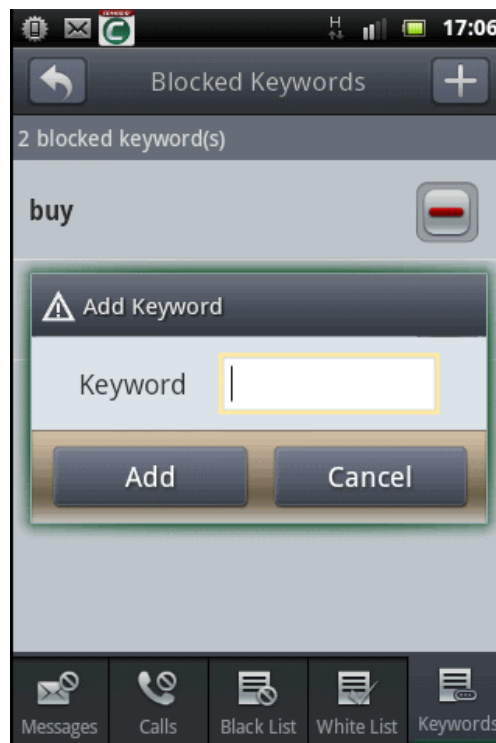 H
17:06
Blocked Keywords
2 blocked keyword(s)
buy
Add Keyword
Keyword
Add
Cancel
Messages
Calls
Black List
White List
Keywords